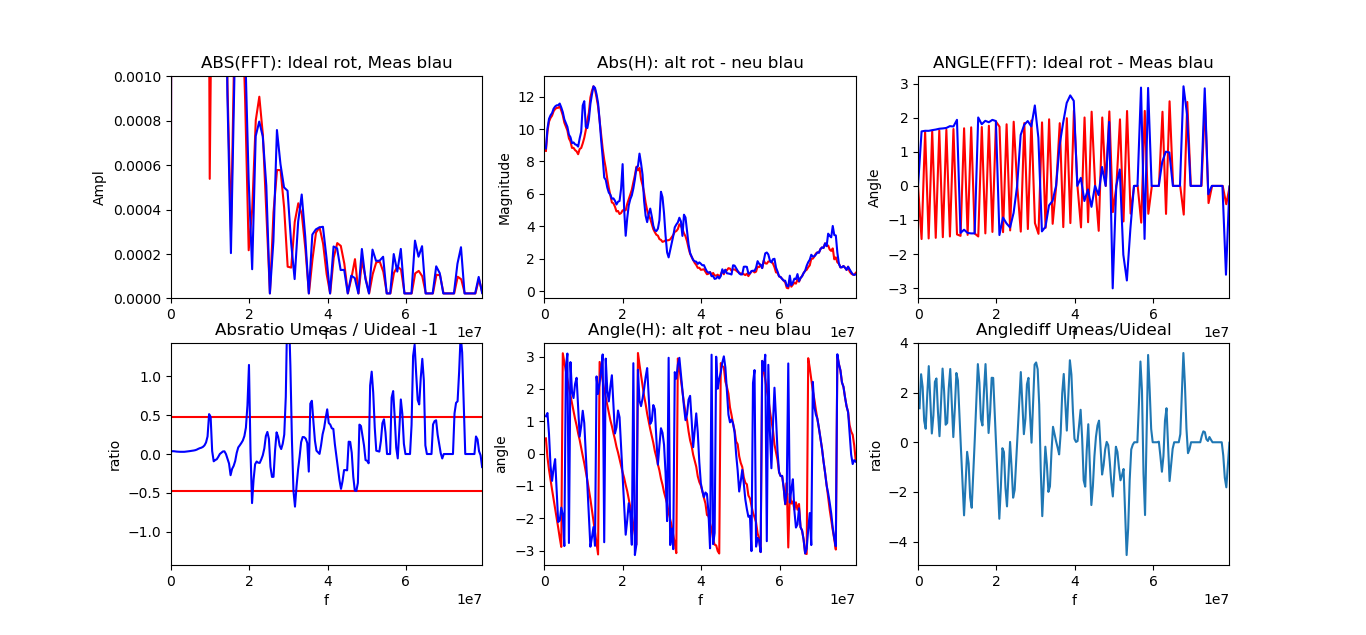 ABS(FFT): Ideal rot, Meas blau
Abs(H): alt rot - neu blau
ANGLE(FFT): Ideal rot - Meas blau
0.0010
0.0008
0.0006
0.0004
0.0002
0.0000
Ampl
0 2 4 6
1e7
f
12
10
8
6
4
2
0
Magnitude
0 2 4 6
1e7
f
3
2
1
0
−1
−2
−3
Angle
0 2 4 6
1e7
f
Absratio Umeas / Uideal -1
Angle(H): alt rot - neu blau
Anglediff Umeas/Uideal
1.0
0.5
0.0
−0.5
−1.0
ratio
0 2 4 6
1e7
f
3
2
1
0
−1
−2
−3
angle
0 2 4 6
1e7
f
4
2
0
−2
−4
ratio
0 2 4 6
1e7
f